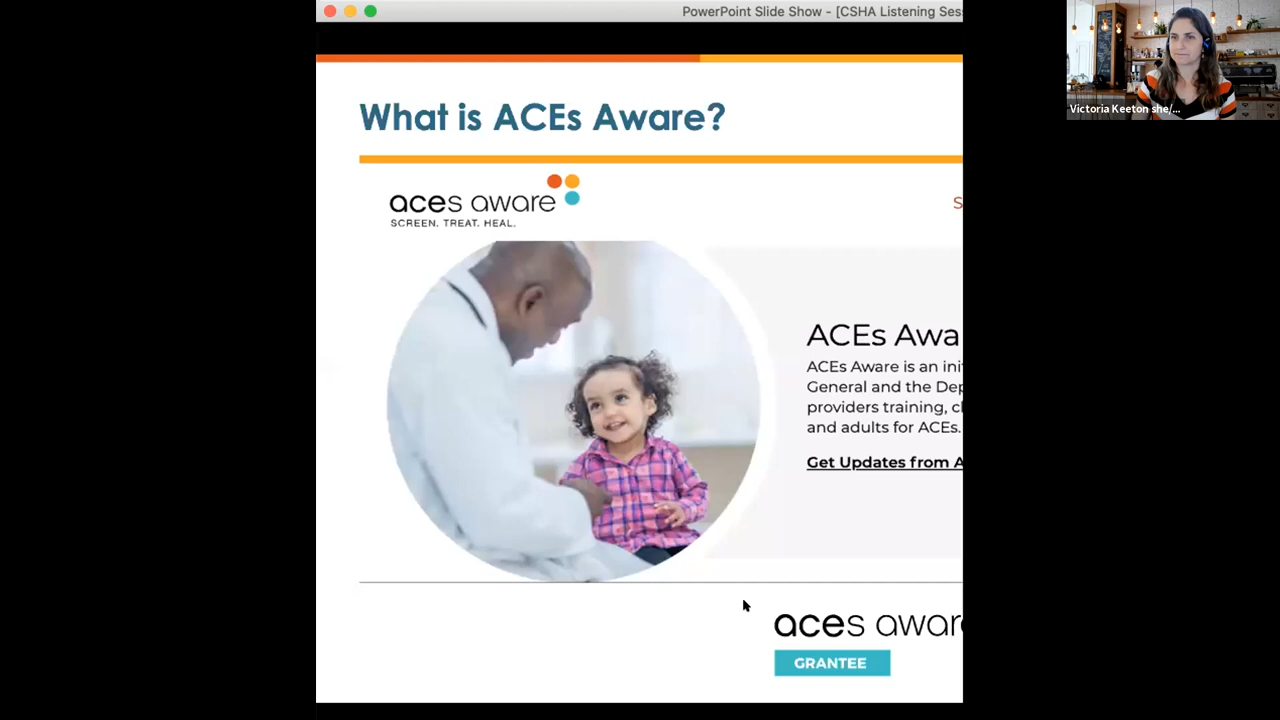 PowerPoint Slide Show - [CSHA Listening Ses
Victoria Keeton she/...
What is ACEs Aware?
aces aware
SCREEN. TREAT. HEAL.
S
ACEs Awa
ACEs Aware is an ini
General and the Dep
providers training, cl
and adults for ACEs.
Get Updates from A
aces awar
GRANTEE